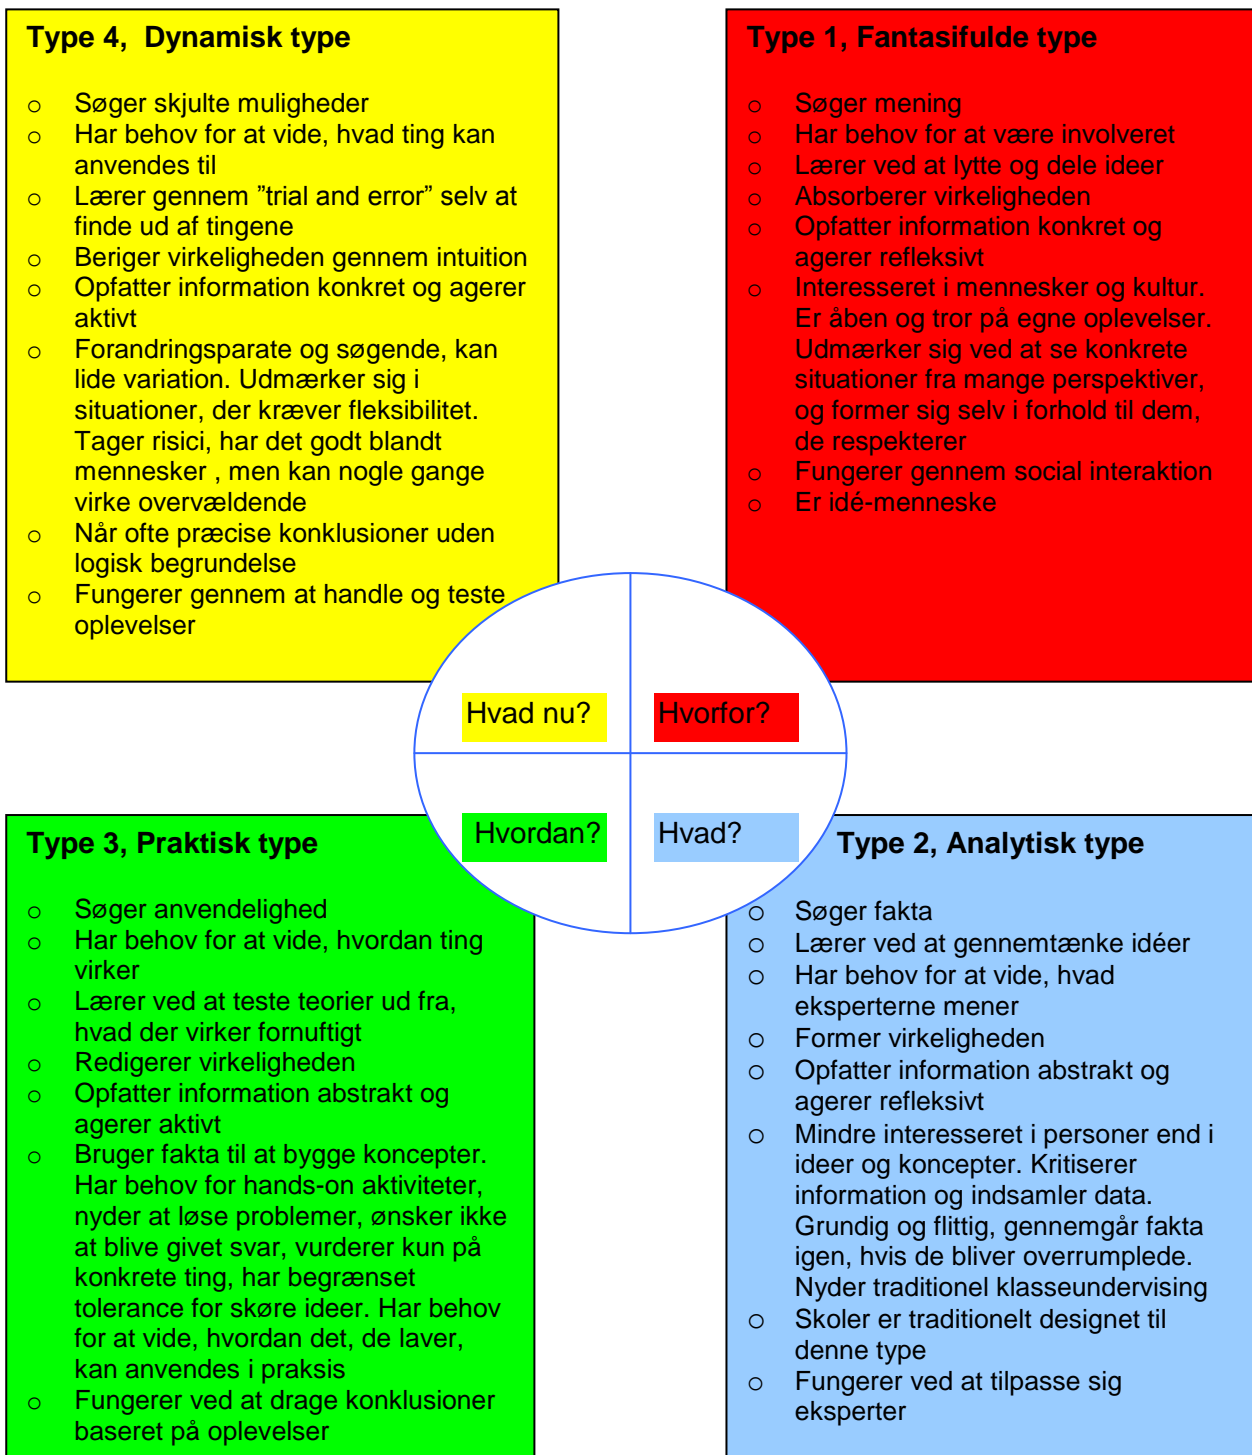 Type 4,  Dynamisk type
o Søger skjulte muligheder
o Har behov for at vide, hvad ting kan
anvendes til
o Lærer gennem ”trial and error” selv at
finde ud af tingene
o Beriger virkeligheden gennem intuition
o Opfatter information konkret og agerer
aktivt
o Forandringsparate og søgende, kan
lide variation. Udmærker sig i
situationer, der kræver fleksibilitet.
Tager risici, har det godt blandt
mennesker , men kan nogle gange
virke overvældende
o Når ofte præcise konklusioner uden
logisk begrundelse
o Fungerer gennem at handle og teste
oplevelser
Type 1, Fantasifulde type
o Søger mening
o Har behov for at være involveret
o Lærer ved at lytte og dele ideer
o Absorberer virkeligheden
o Opfatter information konkret og
agerer refleksivt
o Interesseret i mennesker og kultur.
Er åben og tror på egne oplevelser.
Udmærker sig ved at se konkrete
situationer fra mange perspektiver,
og former sig selv i forhold til dem,
de respekterer
o Fungerer gennem social interaktion
o Er idé-menneske
Hvad nu?
Hvorfor?
Hvordan?
Hvad?
Type 3, Praktisk type
o Søger anvendelighed
o Har behov for at vide, hvordan ting
virker
o Lærer ved at teste teorier ud fra,
hvad der virker fornuftigt
o Redigerer virkeligheden
o Opfatter information abstrakt og
agerer aktivt
o Bruger fakta til at bygge koncepter.
Har behov for hands-on aktiviteter,
nyder at løse problemer, ønsker ikke
at blive givet svar, vurderer kun på
konkrete ting, har begrænset
tolerance for skøre ideer. Har behov
for at vide, hvordan det, de laver,
kan anvendes i praksis
o Fungerer ved at drage konklusioner
baseret på oplevelser
Type 2, Analytisk type
o Søger fakta
o Lærer ved at gennemtænke idéer
o Har behov for at vide, hvad
eksperterne mener
o Former virkeligheden
o Opfatter information abstrakt og
agerer refleksivt
o Mindre interesseret i personer end i
ideer og koncepter. Kritiserer
information og indsamler data.
Grundig og flittig, gennemgår fakta
igen, hvis de bliver overrumplede.
Nyder traditionel klasseundervising
o Skoler er traditionelt designet til
denne type
o Fungerer ved at tilpasse sig
eksperter